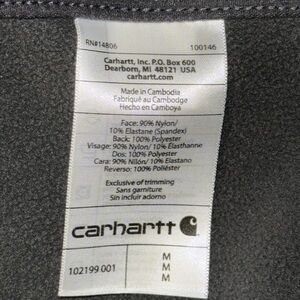 RN#14806 100146
Carhartt, Inc. P.O. Box 600
Dearborn, MI 48121 USA
carhartt.com
Made in Cambodia
Fabriqué au Cambodge
Hecho en Camboya
Face: 90% Nylon/
10% Elastane (Spandex)
Back: 100% Polyester
Visage: 90% Nylon/ 10% Élasthanne
Dos: 100% Polyester
Cara: 90% Nilón/ 10% Elastano
Reverso: 100% Poliéster
Exclusive of trimming
Sans garniture
Sin incluir adorno
carhartt
102199 001
M
M
M